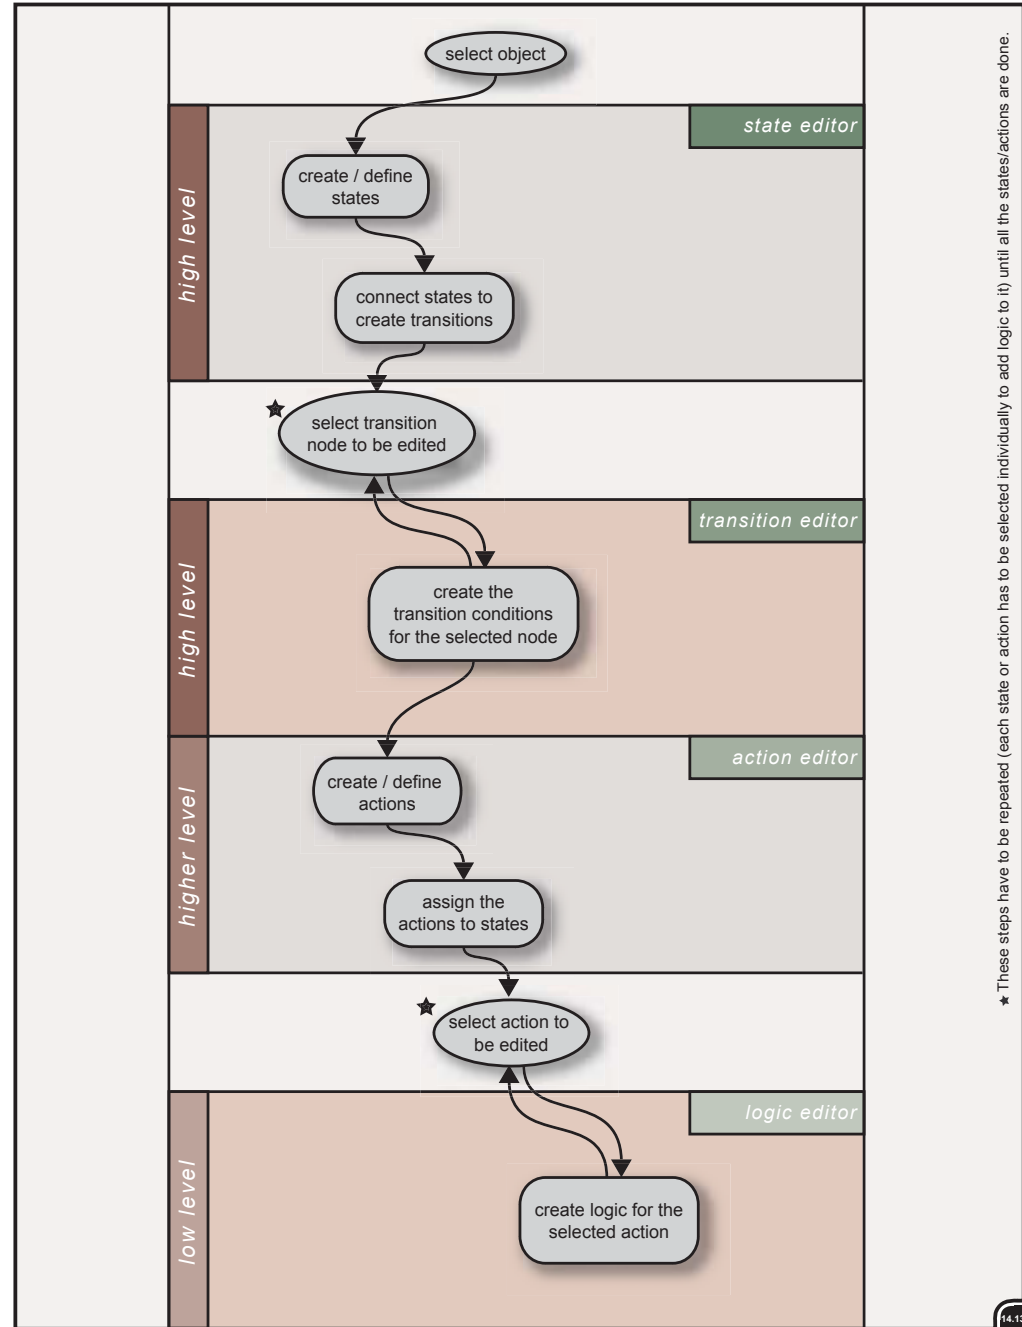 select object
state editor
high level
create / define
states
connect states to
create transitions
select transition
node to be edited
transition editor
high level
create the
transition conditions
for the selected node
action editor
higher level
create / define
actions
assign the
actions to states
select action to
be edited
logic editor
low level
create logic for the
selected action
★ These steps have to be repeated (each state or action has to be selected individually to add logic to it) until all the states/actions are done.